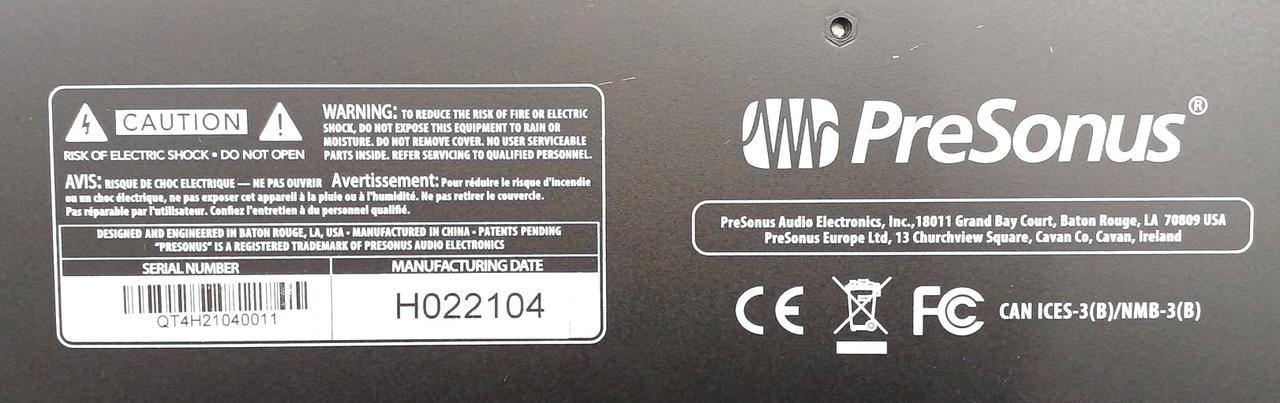 CAUTION
RISK OF ELECTRIC SHOCK • DO NOT OPEN
WARNING: TO REDUCE THE RISK OF FIRE OR ELECTRIC
SHOCK, DO NOT EXPOSE THIS EQUIPMENT TO RAIN OR
MOISTURE. DO NOT REMOVE COVER. NO USER SERVICEABLE
PARTS INSIDE. REFER SERVICING TO QUALIFIED PERSONNEL.
AVIS: RISQUE DE CHOC ELECTRIQUE — NE PAS OUVRIR Avertissement: Pour réduire le risque d'incendie
ou un choc électrique, ne pas exposer cet appareil à la pluie ou à l'humidité. Ne pas retirer le couvercle.
Pas réparable par l'utilisateur. Confiez l'entretien à du personnel qualifié.
DESIGNED AND ENGINEERED IN BATON ROUGE, LA, USA • MANUFACTURED IN CHINA • PATENTS PENDING
"PRESONUS" IS A REGISTERED TRADEMARK OF PRESONUS AUDIO ELECTRONICS
SERIAL NUMBER
QT4H21040011
MANUFACTURING DATE
H022104
PreSonus®
PreSonus Audio Electronics, Inc.,18011 Grand Bay Court, Baton Rouge, LA 70809 USA
PreSonus Europe Ltd, 13 Churchview Square, Cavan Co, Cavan, Ireland
CE FC CAN ICES-3(B)/NMB-3(B)